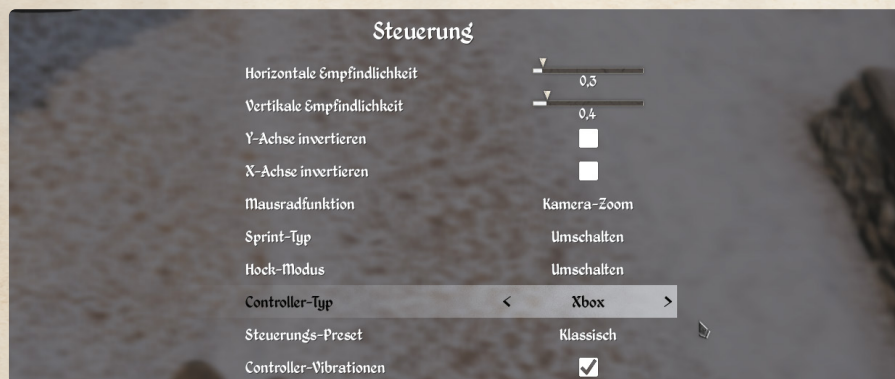 Steuerung
Horizontale Empfindlichkeit
0,3
Vertikale Empfindlichkeit
0,4
Y-Achse invertieren
X-Achse invertieren
Mausradfunktion Kamera-Zoom
Sprint-Typ Umschalten
Hock-Modus Umschalten
Controller-Typ < Xbox >
Steuerungs-Preset Klassisch
Controller-Vibrationen